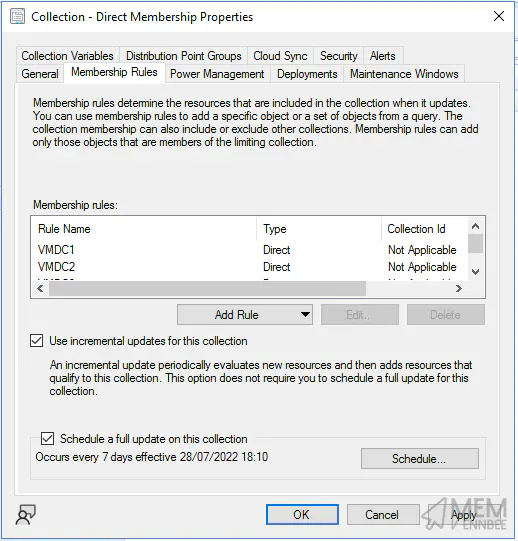 Collection - Direct Membership Properties
Collection Variables Distribution Point Groups Cloud Sync Security Alerts
General Membership Rules Power Management Deployments Maintenance Windows
Membership rules determine the resources that are included in the collection when it updates.
You can use membership rules to add a specific object or a set of objects from a query. The
collection membership can also include or exclude other collections. Membership rules can add
only those objects that are members of the limiting collection.
Membership rules:
Rule Name Type Collection Id
VMDC1 Direct Not Applicable
VMDC2 Direct Not Applicable
Add Rule Edit... Delete
Use incremental updates for this collection
An incremental update periodically evaluates new resources and then adds resources that
qualify to this collection. This option does not require you to schedule a full update for this
collection.
Schedule a full update on this collection
Occurs every 7 days effective 28/07/2022 18:10
Schedule...
OK Cancel Apply
MEM
ENNBEE